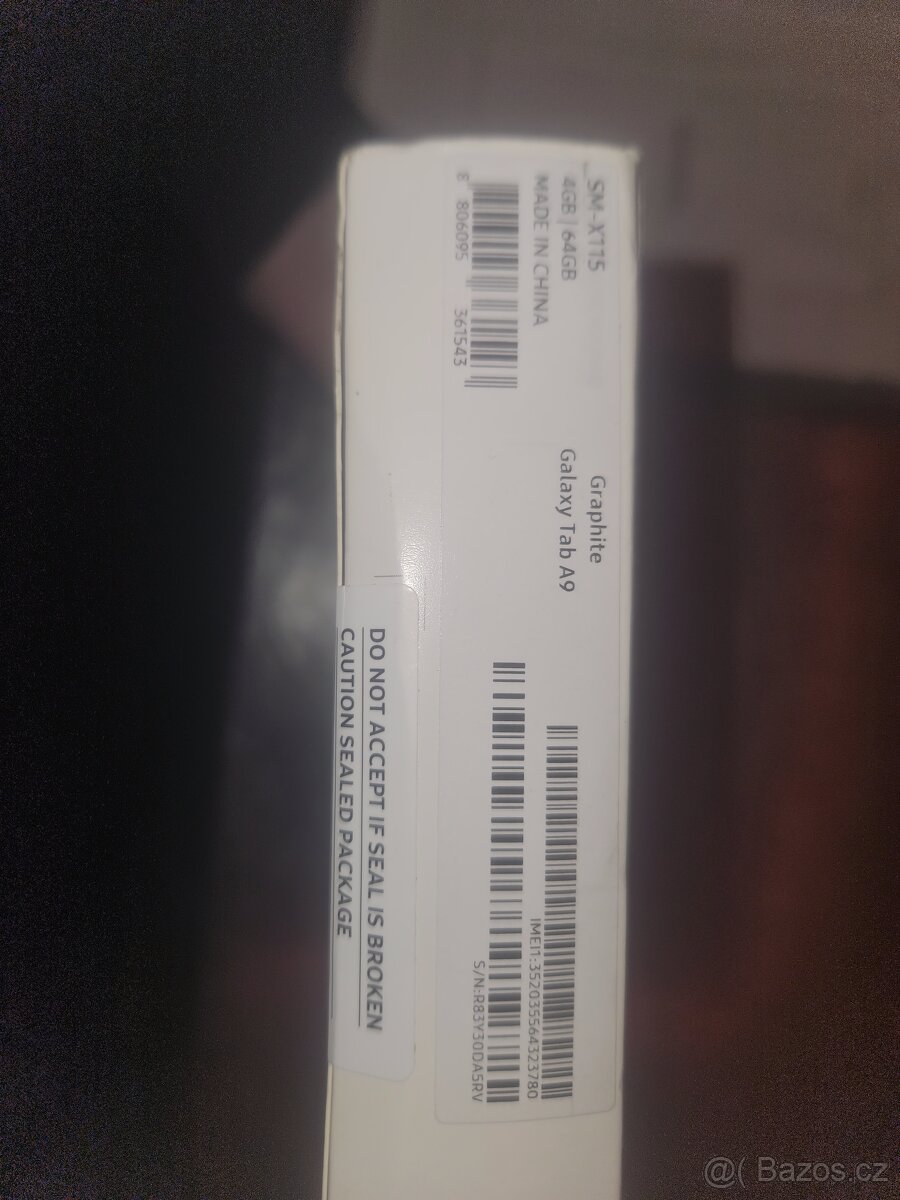 SM-X115
4GB | 64GB
MADE IN CHINA
8 806095 361543
Graphite
Galaxy Tab A9
IMEI1:352035564323780
S/N:R83Y30DA5RV
DO NOT ACCEPT IF SEAL IS BROKEN
CAUTION SEALED PACKAGE
@( Bazos.cz